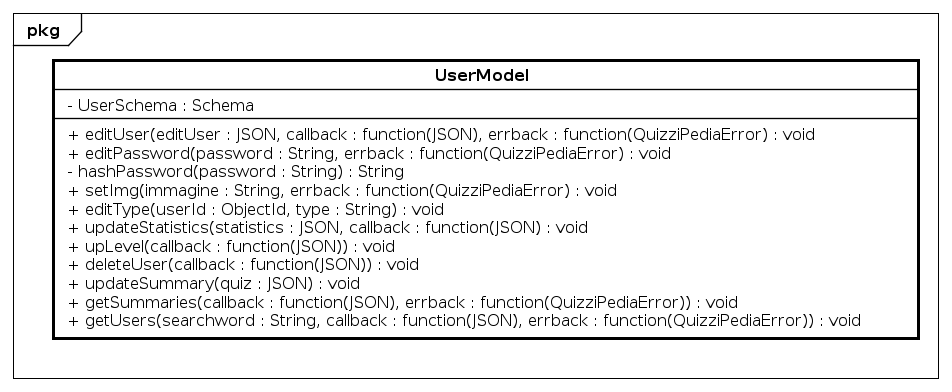 pkg
UserModel
- UserSchema : Schema
+ editUser(editUser : JSON, callback : function(JSON), errback : function(QuizziPediaError) : void
+ editPassword(password : String, errback : function(QuizziPediaError) : void
- hashPassword(password : String) : String
+ setImg(immagine : String, errback : function(QuizziPediaError) : void
+ editType(userId : ObjectId, type : String) : void
+ updateStatistics(statistics : JSON, callback : function(JSON) : void
+ upLevel(callback : function(JSON)) : void
+ deleteUser(callback : function(JSON)) : void
+ updateSummary(quiz : JSON) : void
+ getSummaries(callback : function(JSON), errback : function(QuizziPediaError)) : void
+ getUsers(searchword : String, callback : function(JSON), errback : function(QuizziPediaError)) : void